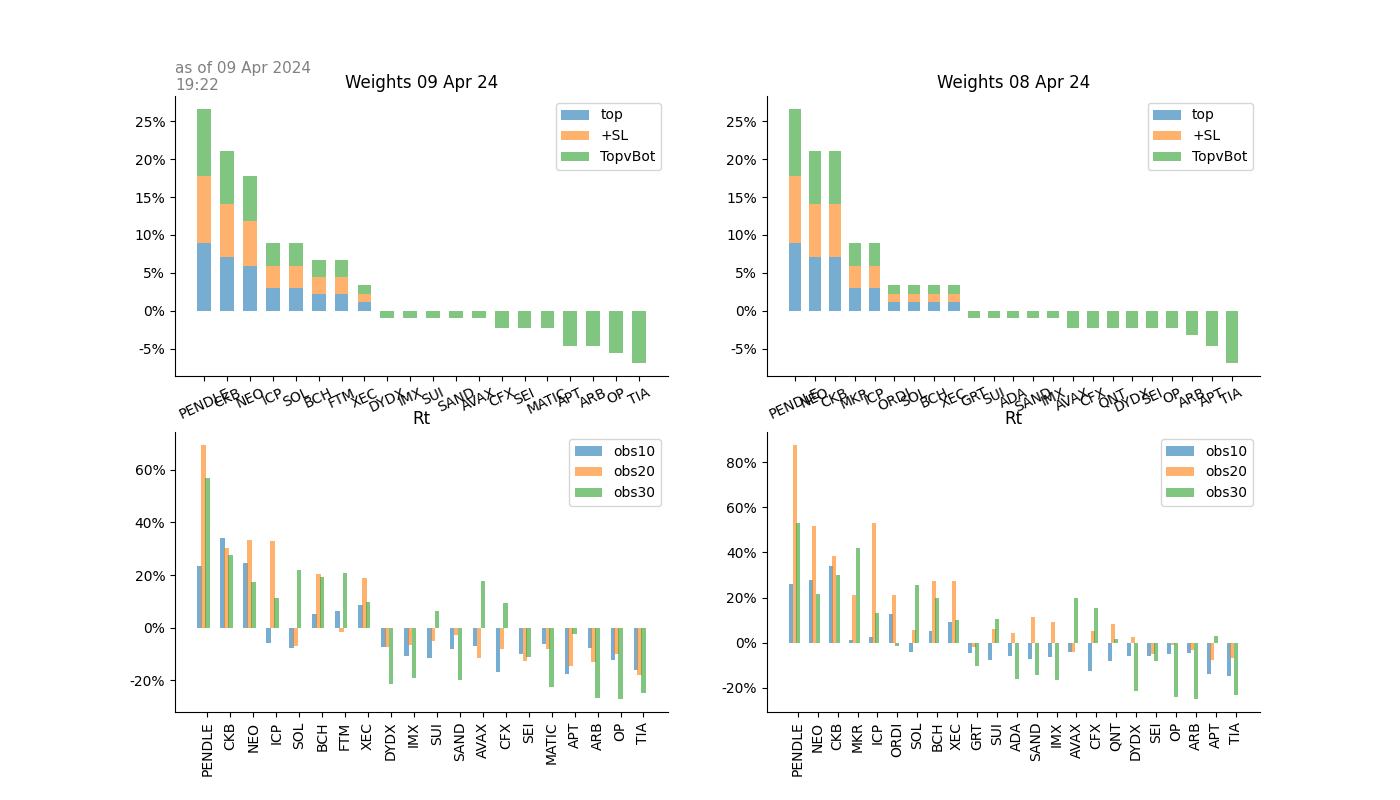 as of 09 Apr 2024
19:22
Weights 09 Apr 24
25%
20%
15%
10%
5%
0%
-5%
top
+SL
TopvBot
PENDLE CKB NEO ICP SOL BCH FTM XEC DYDX IMX SUI SAND AVAX CFX SEI MATIC APT ARB OP TIA
Weights 08 Apr 24
25%
20%
15%
10%
5%
0%
-5%
top
+SL
TopvBot
PENDLE NEO CKB MKR ICP ORDI SOL BCH XEC GRT SUI ADA SAND IMX AVAX CFX QNT DYDX SEI OP ARB APT TIA
Rt
60%
40%
20%
0%
-20%
obs10
obs20
obs30
PENDLE CKB NEO ICP SOL BCH FTM XEC DYDX IMX SUI SAND AVAX CFX SEI MATIC APT ARB OP TIA
Rt
80%
60%
40%
20%
0%
-20%
obs10
obs20
obs30
PENDLE NEO CKB MKR ICP ORDI SOL BCH XEC GRT SUI ADA SAND IMX AVAX CFX QNT DYDX SEI OP ARB APT TIA